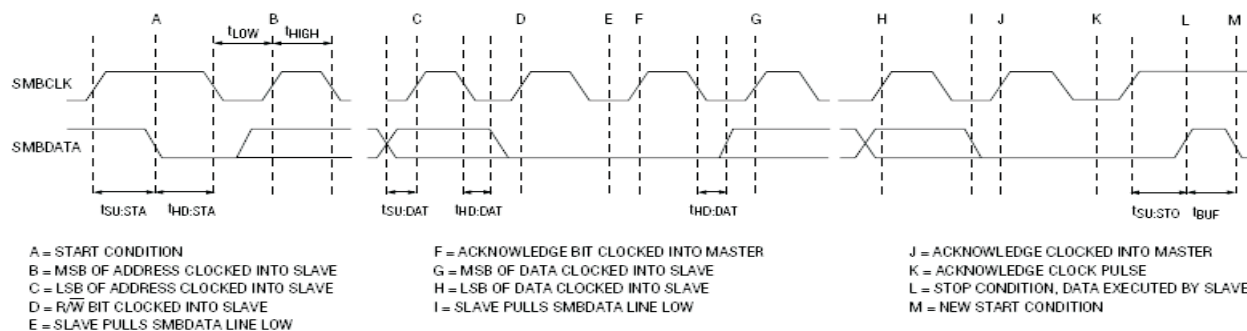 A B C D E F G H I J K L M
tLOW tHIGH
SMBCLK
SMBDATA
tSU:STA tHD:STA tSU:DAT tHD:DAT tHD:DAT tSU:STO tBUF
A = START CONDITION
B = MSB OF ADDRESS CLOCKED INTO SLAVE
C = LSB OF ADDRESS CLOCKED INTO SLAVE
D = R/W̅ BIT CLOCKED INTO SLAVE
E = SLAVE PULLS SMBDATA LINE LOW
F = ACKNOWLEDGE BIT CLOCKED INTO MASTER
G = MSB OF DATA CLOCKED INTO SLAVE
H = LSB OF DATA CLOCKED INTO SLAVE
I = SLAVE PULLS SMBDATA LINE LOW
J = ACKNOWLEDGE CLOCKED INTO MASTER
K = ACKNOWLEDGE CLOCK PULSE
L = STOP CONDITION, DATA EXECUTED BY SLAVE
M = NEW START CONDITION